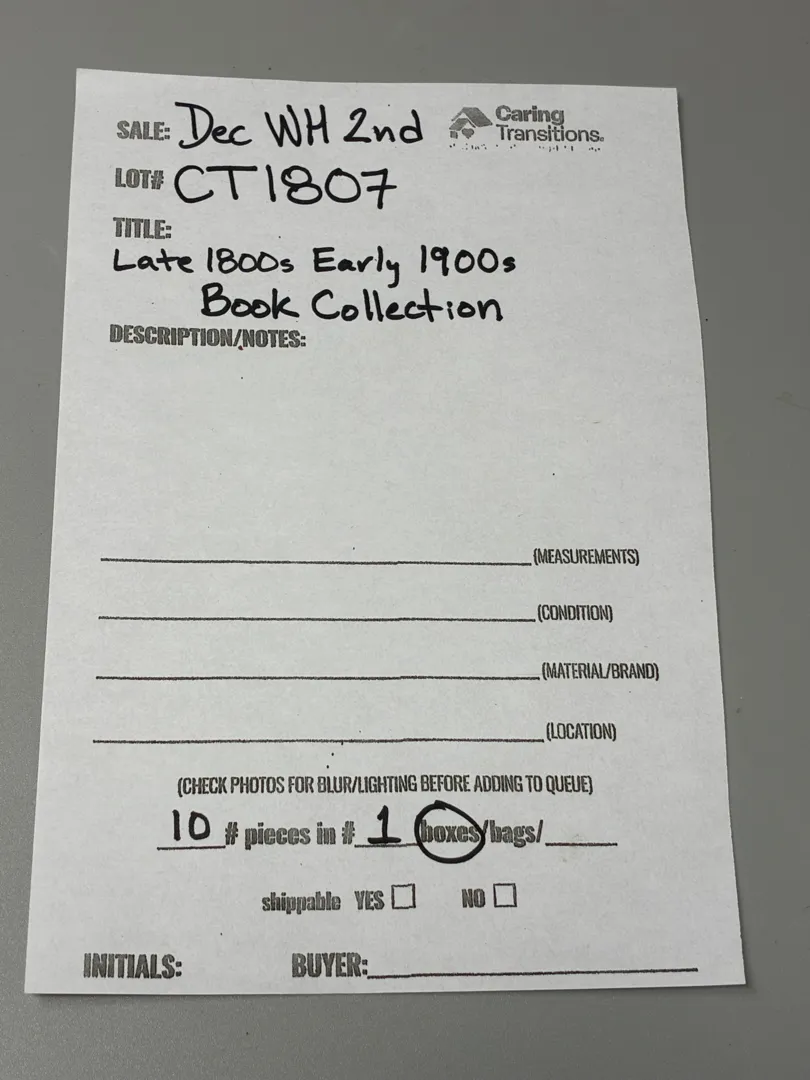 SALE: Dec WH 2nd
Caring
Transitions®
LOT# CT1807
TITLE:
Late 1800s Early 1900s
Book Collection
DESCRIPTION/NOTES:
(MEASUREMENTS)
(CONDITION)
(MATERIAL/BRAND)
(LOCATION)
(CHECK PHOTOS FOR BLUR/LIGHTING BEFORE ADDING TO QUEUE)
10 # pieces in # 1 boxes/bags/
shippable YES NO
INITIALS: BUYER: